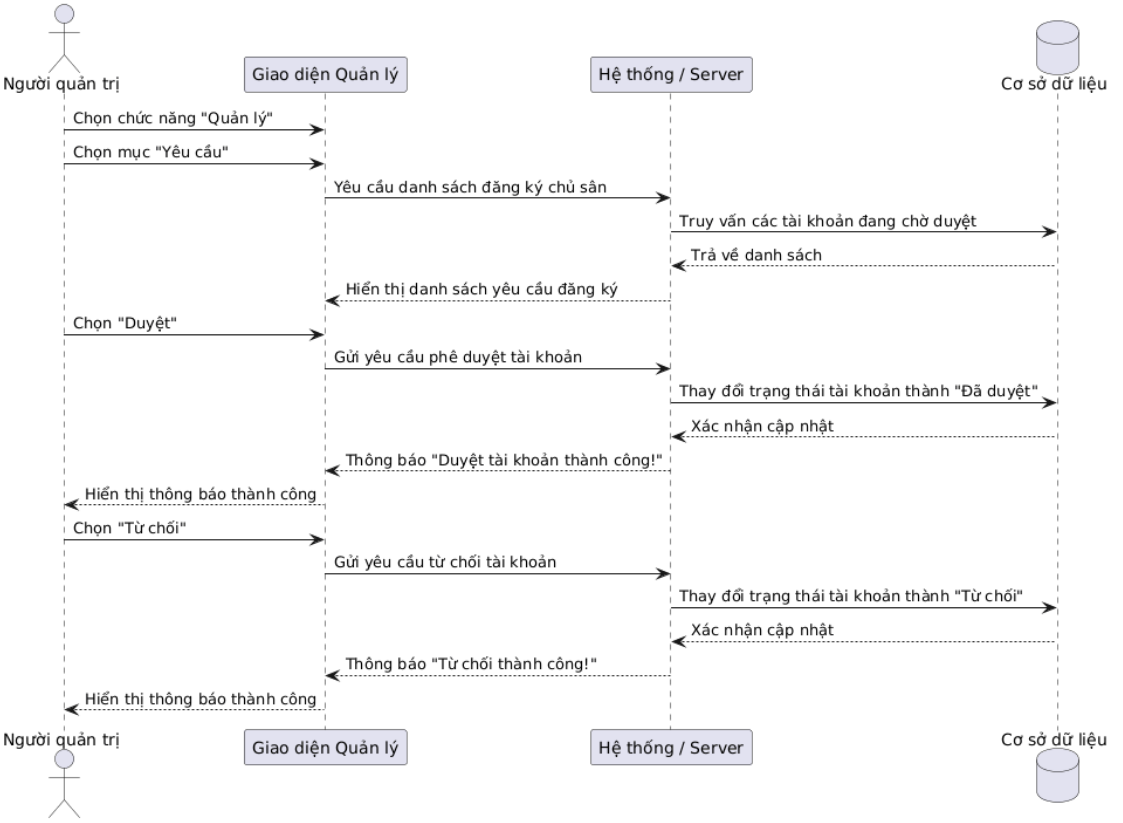 Người quản trị
Giao diện Quản lý
Hệ thống / Server
Cơ sở dữ liệu
Chọn chức năng "Quản lý"
Chọn mục "Yêu cầu"
Yêu cầu danh sách đăng ký chủ sân
Truy vấn các tài khoản đang chờ duyệt
Trả về danh sách
Hiển thị danh sách yêu cầu đăng ký
Chọn "Duyệt"
Gửi yêu cầu phê duyệt tài khoản
Thay đổi trạng thái tài khoản thành "Đã duyệt"
Xác nhận cập nhật
Thông báo "Duyệt tài khoản thành công!"
Hiển thị thông báo thành công
Chọn "Từ chối"
Gửi yêu cầu từ chối tài khoản
Thay đổi trạng thái tài khoản thành "Từ chối"
Xác nhận cập nhật
Thông báo "Từ chối thành công!"
Hiển thị thông báo thành công
Người quản trị
Giao diện Quản lý
Hệ thống / Server
Cơ sở dữ liệu